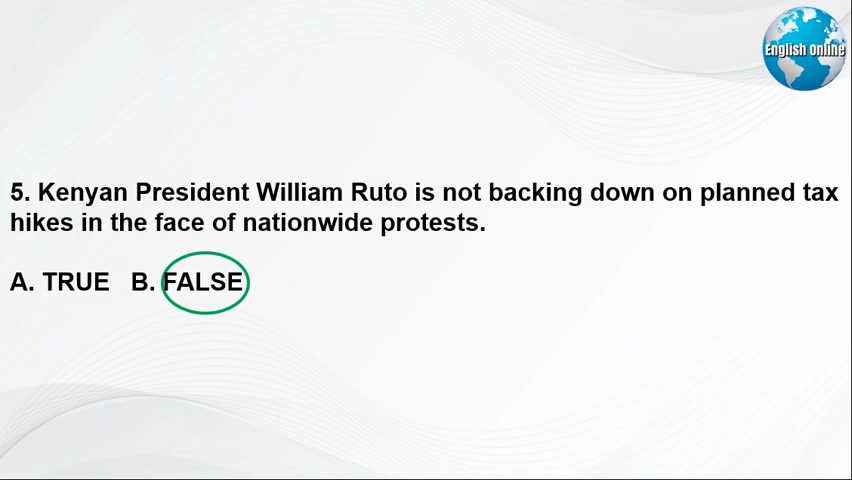 English Online
5. Kenyan President William Ruto is not backing down on planned tax
hikes in the face of nationwide protests.
A. TRUE B. FALSE